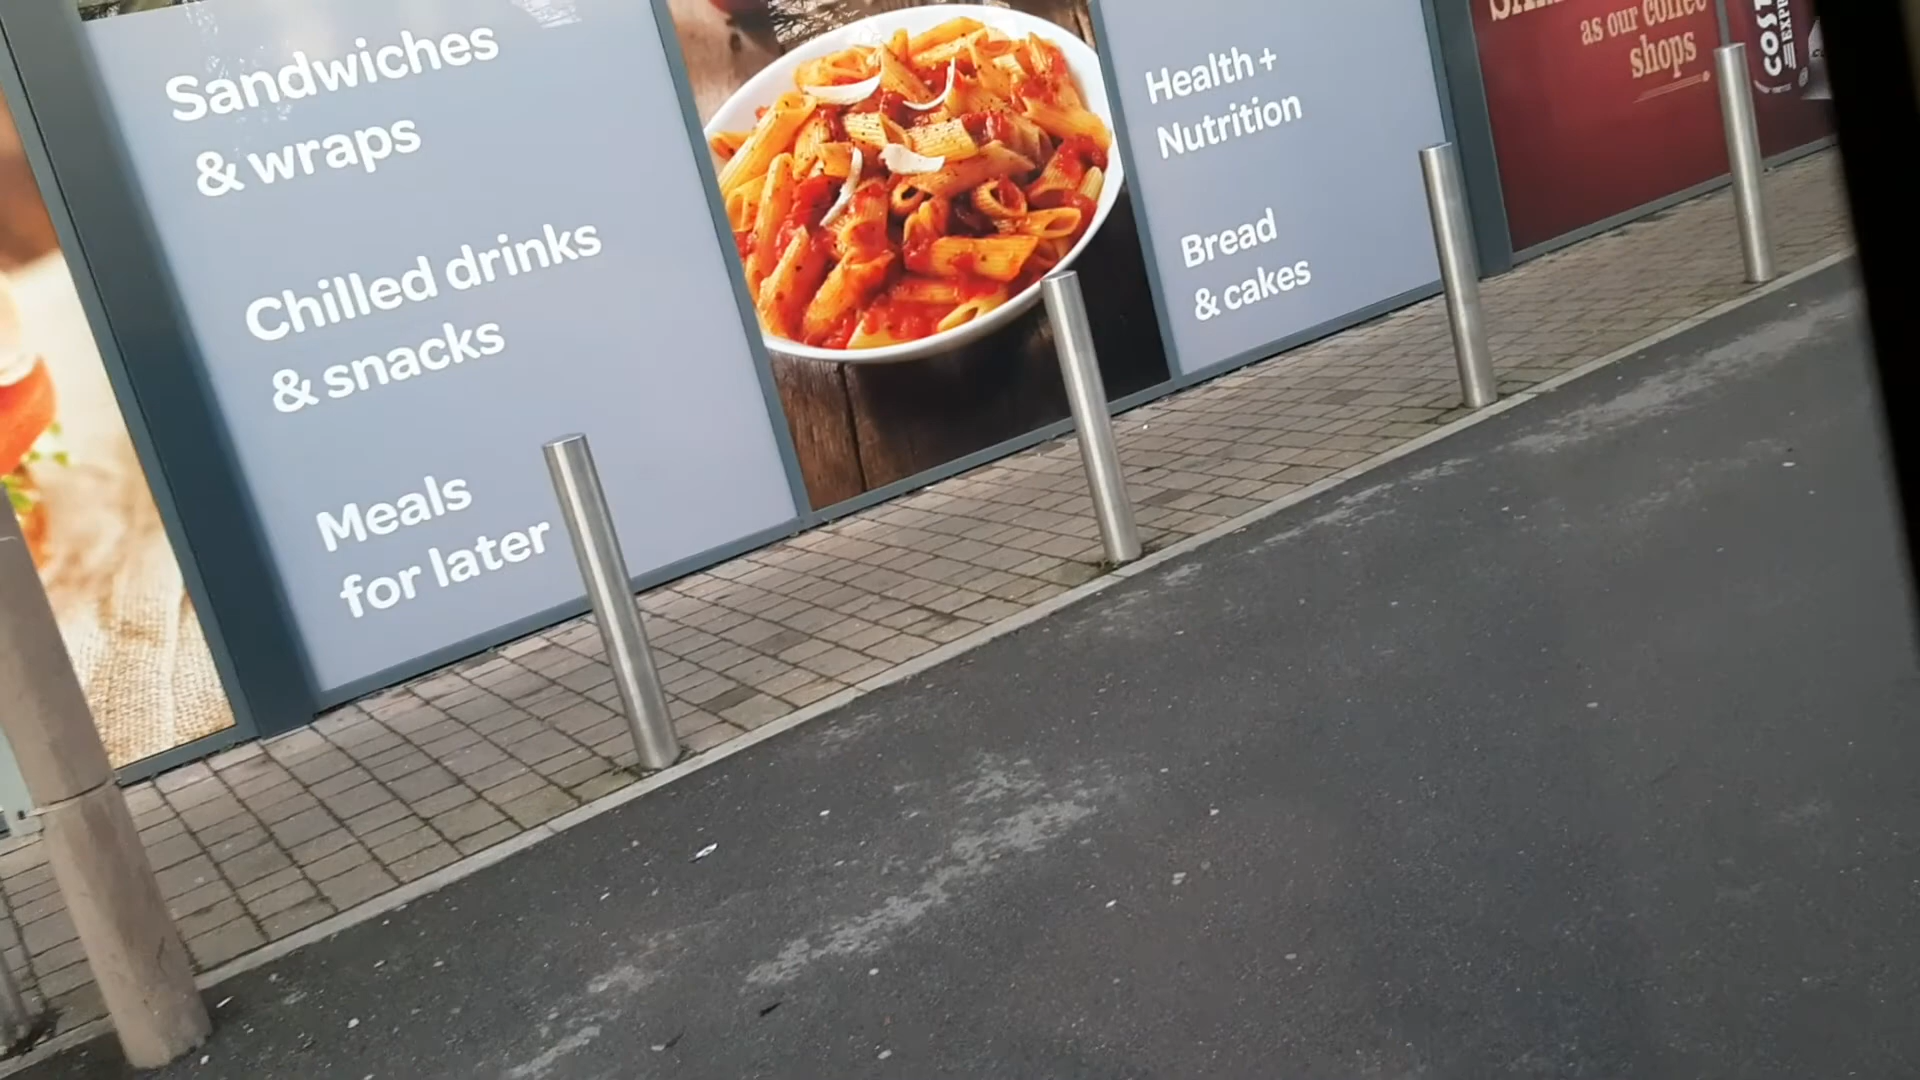 Sandwiches
& wraps
Chilled drinks
& snacks
Meals
for later
Health +
Nutrition
Bread
& cakes
as our coffee
shops